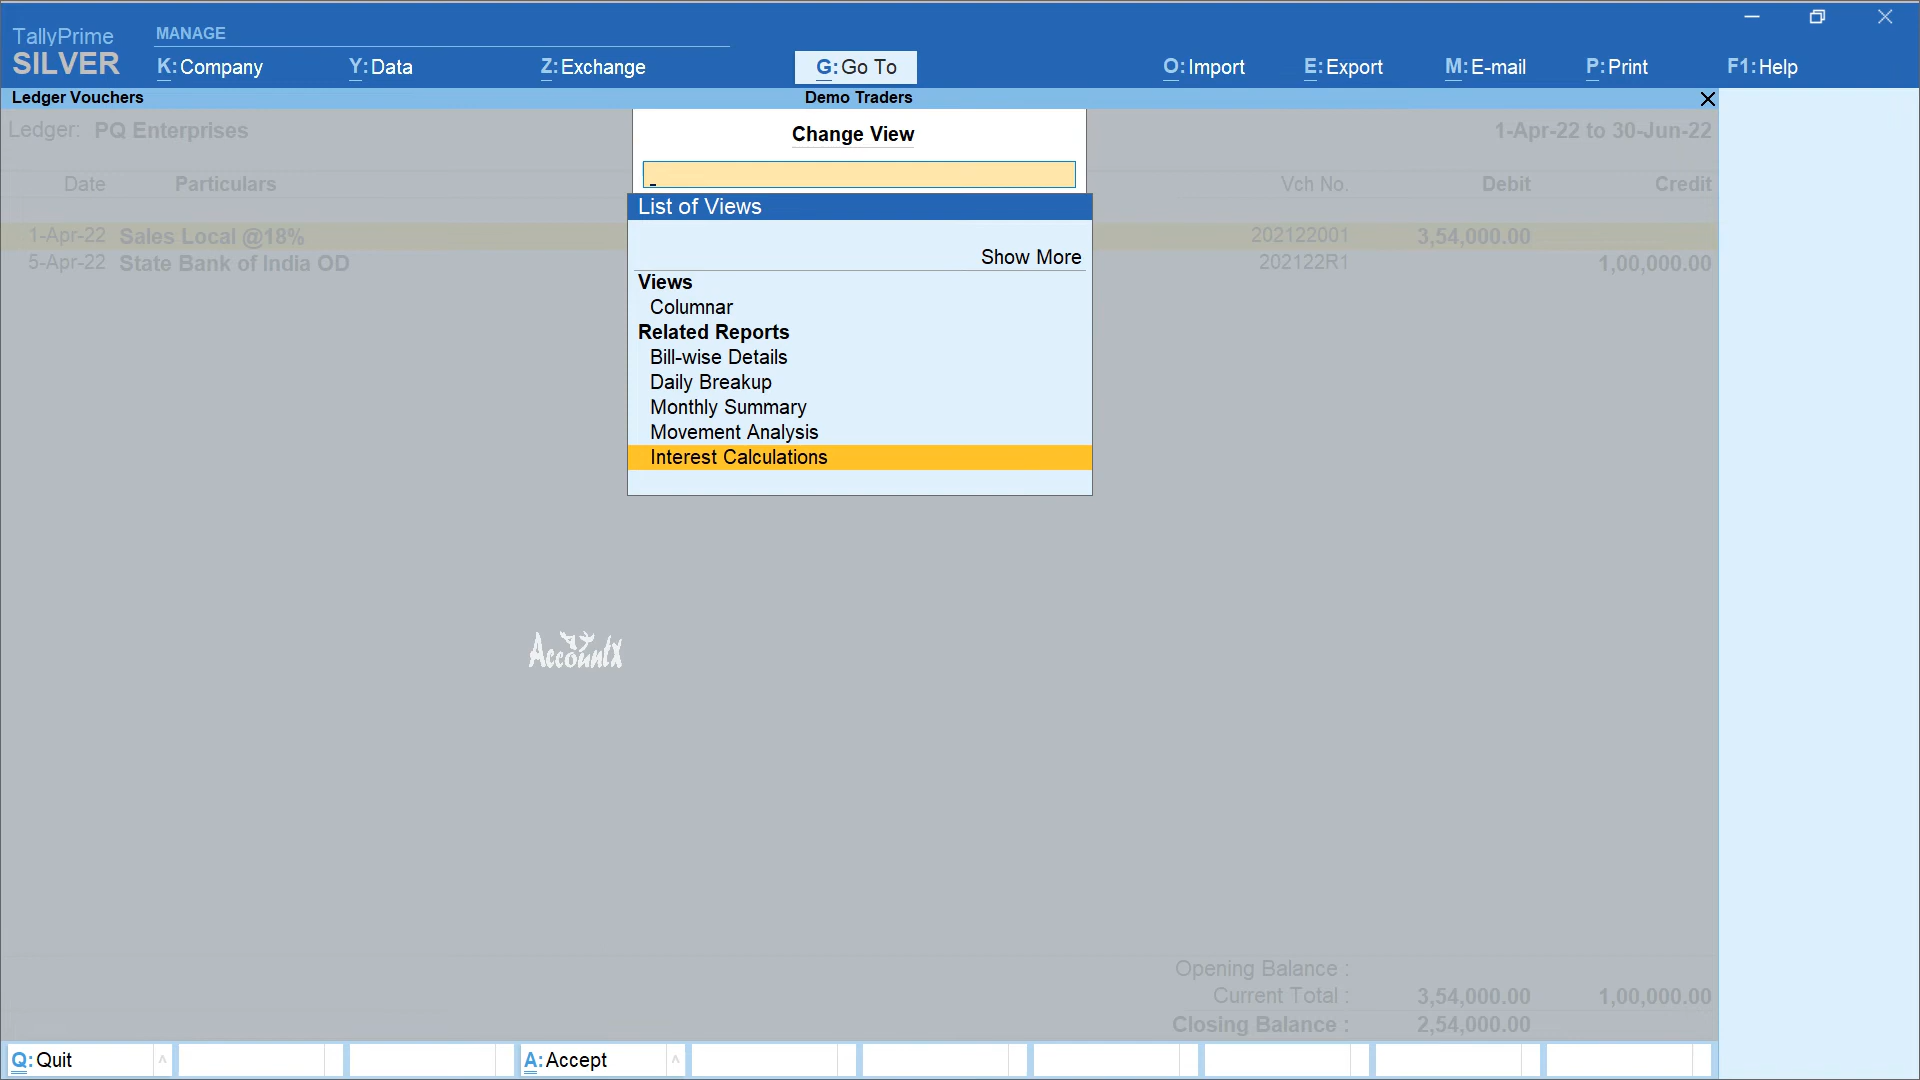 TallyPrime
SILVER
MANAGE
K:Company
Y:Data
Z:Exchange
G:Go To
O:Import
E:Export
M:E-mail
P:Print
F1:Help
Ledger Vouchers
Demo Traders
Ledger: PQ Enterprises
1-Apr-22 to 30-Jun-22
Change View
Date Particulars Vch No. Debit Credit
1-Apr-22 Sales Local @18% 202122001 3,54,000.00
5-Apr-22 State Bank of India OD 202122R1 1,00,000.00
List of Views
Show More
Views
Columnar
Related Reports
Bill-wise Details
Daily Breakup
Monthly Summary
Movement Analysis
Interest Calculations
AccountX
Opening Balance :
Current Total : 3,54,000.00 1,00,000.00
Closing Balance : 2,54,000.00
Q:Quit
A:Accept